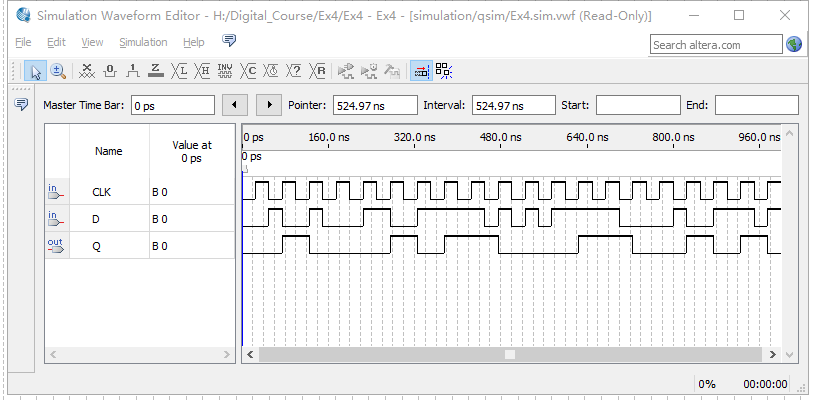 Simulation Waveform Editor - H:/Digital_Course/Ex4/Ex4 - Ex4 - [simulation/qsim/Ex4.sim.vwf (Read-Only)]
File Edit View Simulation Help
Search altera.com
Master Time Bar: 0 ps Pointer: 524.97 ns Interval: 524.97 ns Start: End:
Name Value at 0 ps
0 ps 160.0 ns 320.0 ns 480.0 ns 640.0 ns 800.0 ns 960.0 ns
0 ps
in CLK B 0
in D B 0
out Q B 0
0% 00:00:00